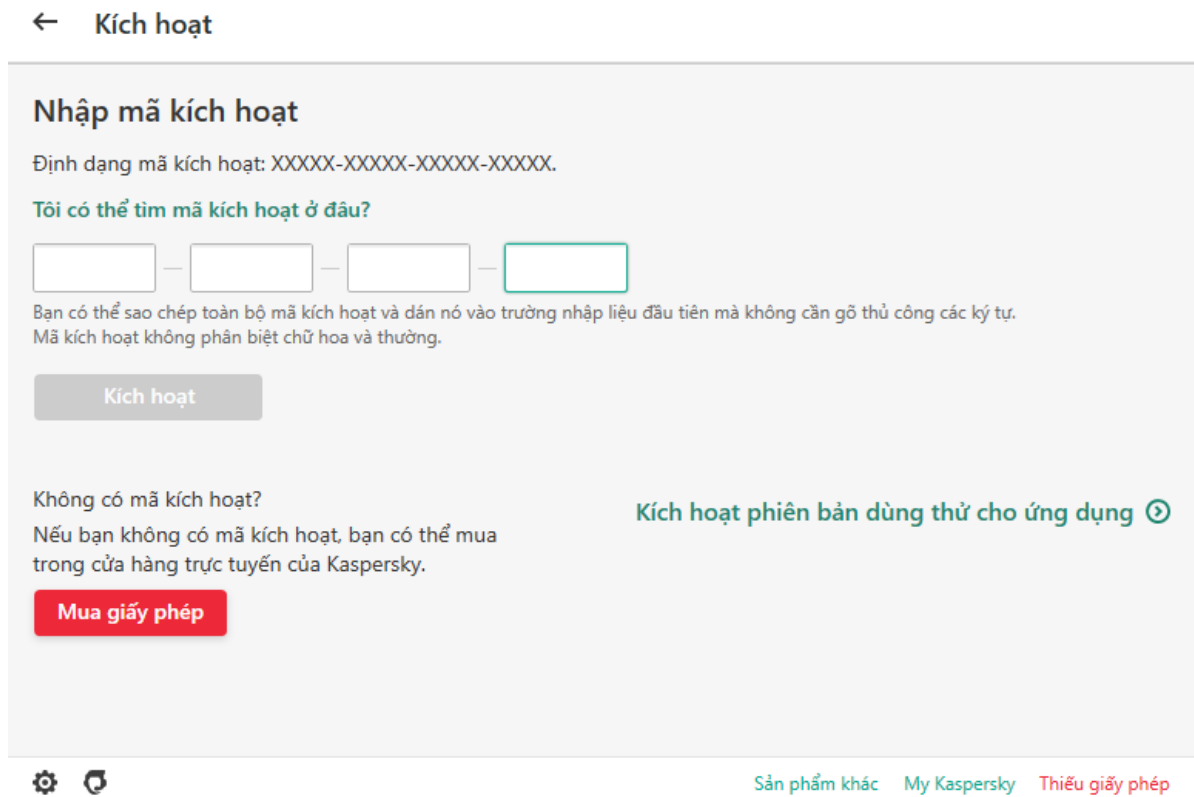 Kích hoạt
Nhập mã kích hoạt
Định dạng mã kích hoạt: XXXXX-XXXXX-XXXXX-XXXXX.
Tôi có thể tìm mã kích hoạt ở đâu?
Bạn có thể sao chép toàn bộ mã kích hoạt và dán nó vào trường nhập liệu đầu tiên mà không cần gõ thủ công các ký tự.
Mã kích hoạt không phân biệt chữ hoa và thường.
Kích hoạt
Không có mã kích hoạt?
Nếu bạn không có mã kích hoạt, bạn có thể mua
trong cửa hàng trực tuyến của Kaspersky.
Mua giấy phép
Kích hoạt phiên bản dùng thử cho ứng dụng
Sản phẩm khác My Kaspersky Thiếu giấy phép